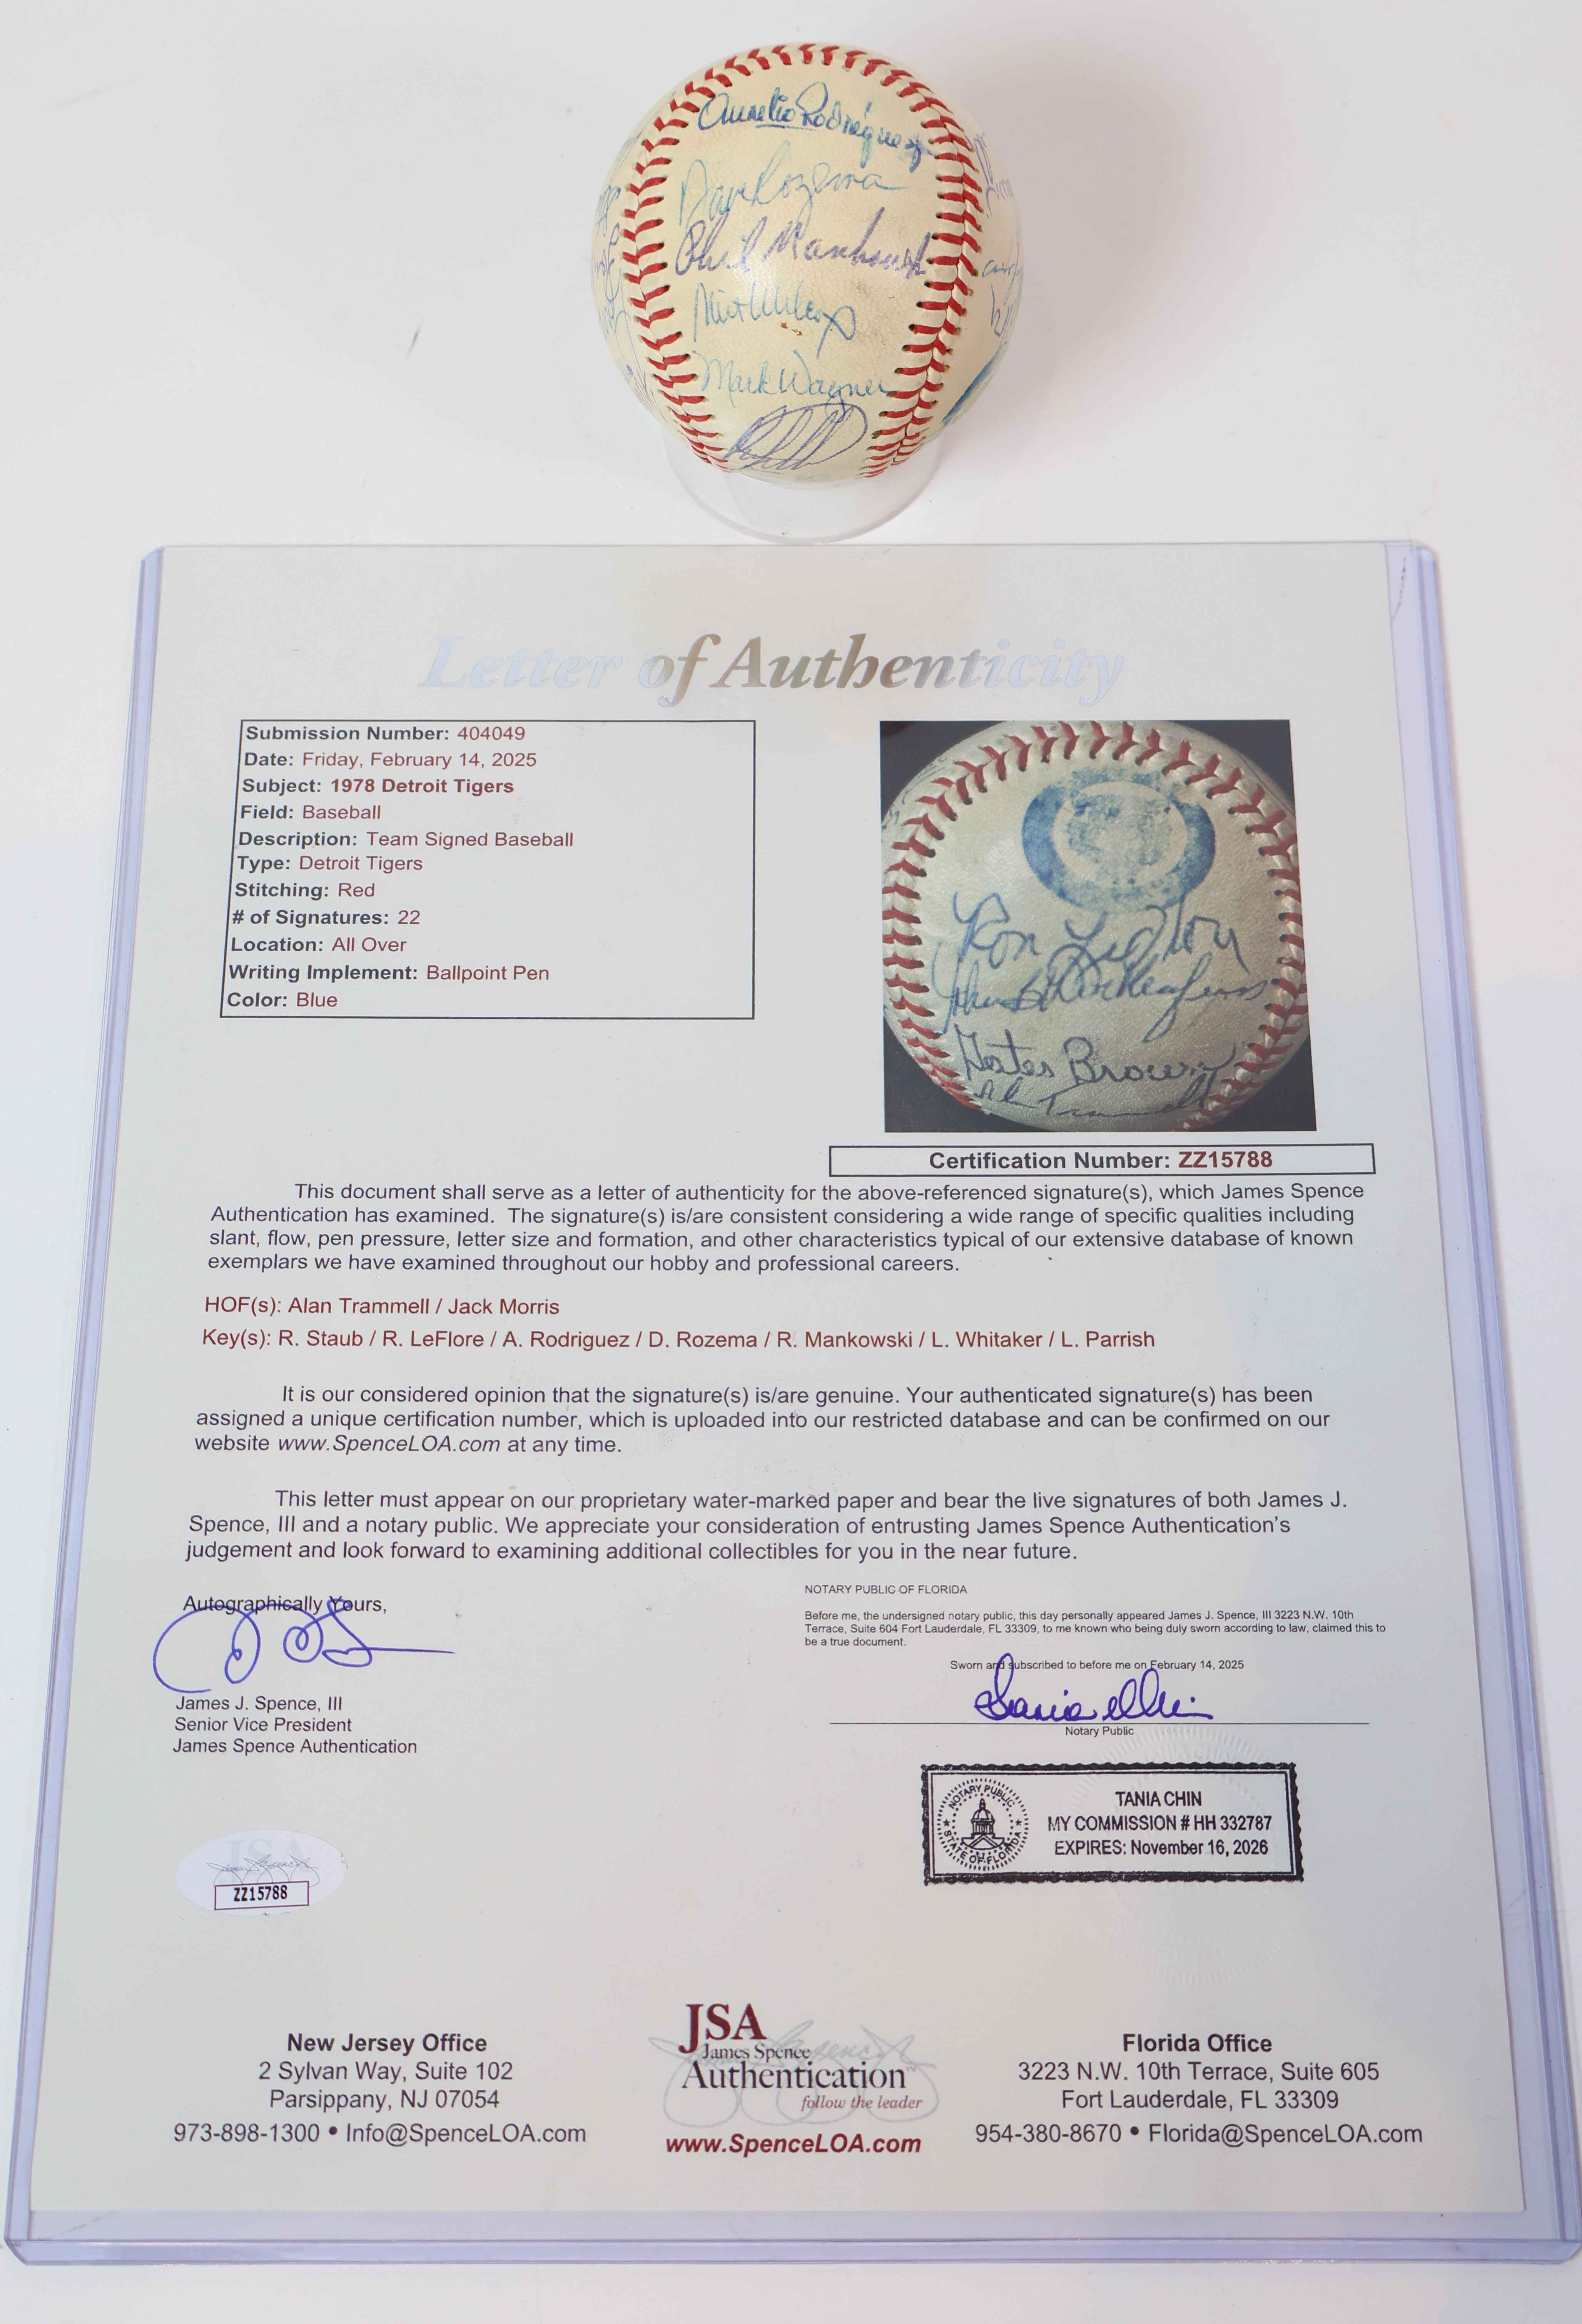 Aurelio Rodriguez
Dave Rozema
Phil Mankowski
Milt Wilcox
Mark Wagner
Letter of Authenticity
Submission Number: 404049
Date: Friday, February 14, 2025
Subject: 1978 Detroit Tigers
Field: Baseball
Description: Team Signed Baseball
Type: Detroit Tigers
Stitching: Red
# of Signatures: 22
Location: All Over
Writing Implement: Ballpoint Pen
Color: Blue
Ron LeFlore
Gates Brown
Al Trammell
Certification Number: ZZ15788
This document shall serve as a letter of authenticity for the above-referenced signature(s), which James Spence
Authentication has examined. The signature(s) is/are consistent considering a wide range of specific qualities including
slant, flow, pen pressure, letter size and formation, and other characteristics typical of our extensive database of known
exemplars we have examined throughout our hobby and professional careers.
HOF(s): Alan Trammell / Jack Morris
Key(s): R. Staub / R. LeFlore / A. Rodriguez / D. Rozema / R. Mankowski / L. Whitaker / L. Parrish
It is our considered opinion that the signature(s) is/are genuine. Your authenticated signature(s) has been
assigned a unique certification number, which is uploaded into our restricted database and can be confirmed on our
website www.SpenceLOA.com at any time.
This letter must appear on our proprietary water-marked paper and bear the live signatures of both James J.
Spence, III and a notary public. We appreciate your consideration of entrusting James Spence Authentication's
judgement and look forward to examining additional collectibles for you in the near future.
Autographically Yours,
James J. Spence, III
Senior Vice President
James Spence Authentication
NOTARY PUBLIC OF FLORIDA
Before me, the undersigned notary public, this day personally appeared James J. Spence, III 3223 N.W. 10th
Terrace, Suite 604 Fort Lauderdale, FL 33309, to me known who being duly sworn according to law, claimed this to
be a true document.
Sworn and subscribed to before me on February 14, 2025
Notary Public
NOTARY PUBLIC
STATE OF FLORIDA
TANIA CHIN
MY COMMISSION # HH 332787
EXPIRES: November 16, 2026
JSA
ZZ15788
New Jersey Office
2 Sylvan Way, Suite 102
Parsippany, NJ 07054
973-898-1300 • Info@SpenceLOA.com
JSA
James Spence
Authentication™
follow the leader
www.SpenceLOA.com
Florida Office
3223 N.W. 10th Terrace, Suite 605
Fort Lauderdale, FL 33309
954-380-8670 • Florida@SpenceLOA.com